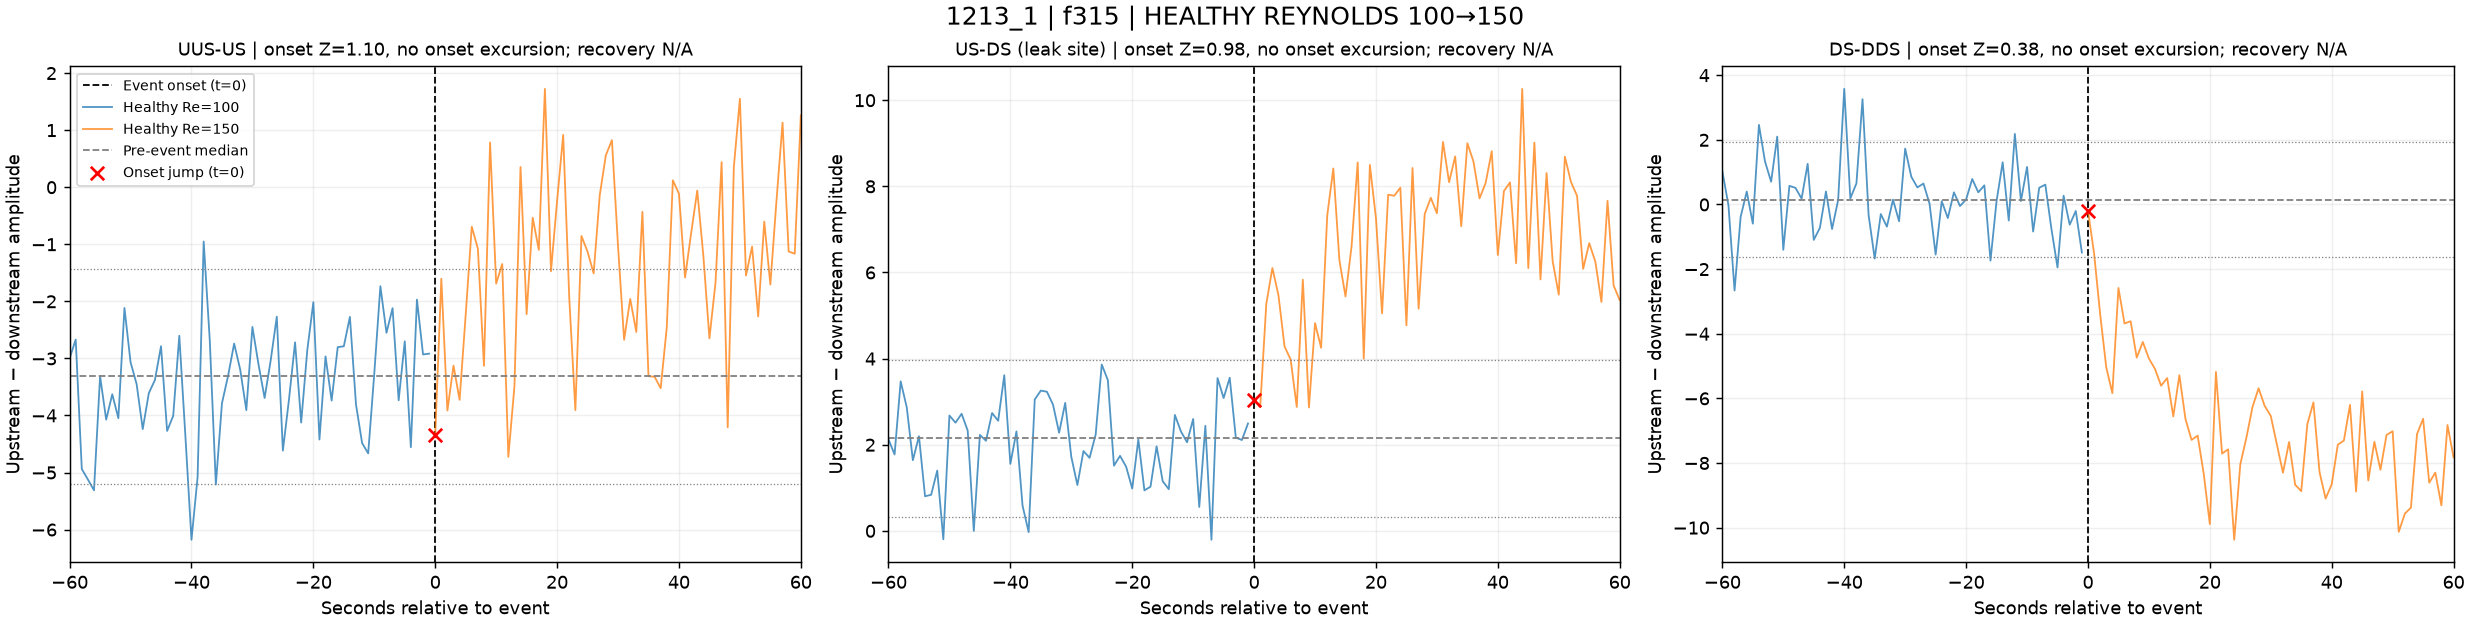 1213_1 | f315 | HEALTHY REYNOLDS 100→150
UUS-US | onset Z=1.10, no onset excursion; recovery N/A
Upstream − downstream amplitude
2
1
0
−1
−2
−3
−4
−5
−6
Event onset (t=0)
Healthy Re=100
Healthy Re=150
Pre-event median
Onset jump (t=0)
−60
−40
−20
0
20
40
60
Seconds relative to event
US-DS (leak site) | onset Z=0.98, no onset excursion; recovery N/A
Upstream − downstream amplitude
10
8
6
4
2
0
−60
−40
−20
0
20
40
60
Seconds relative to event
DS-DDS | onset Z=0.38, no onset excursion; recovery N/A
Upstream − downstream amplitude
4
2
0
−2
−4
−6
−8
−10
−60
−40
−20
0
20
40
60
Seconds relative to event